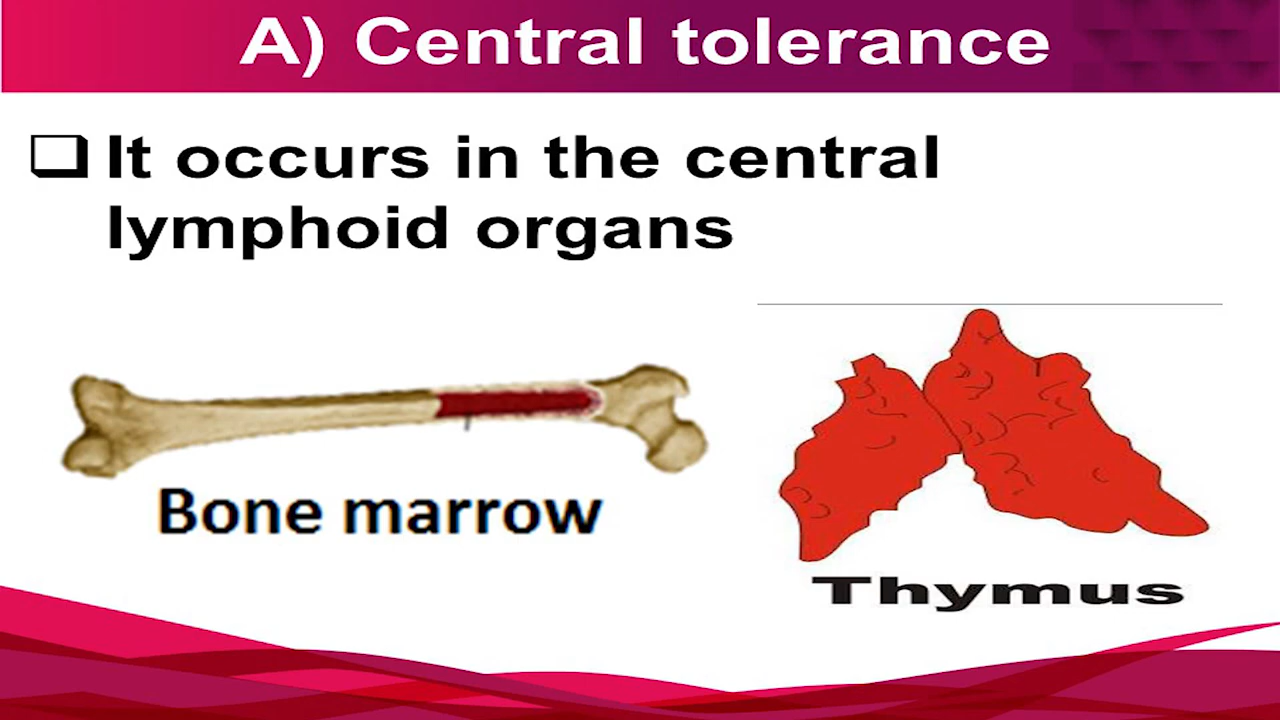 A) Central tolerance
❑ It occurs in the central
lymphoid organs
Bone marrow
Thymus